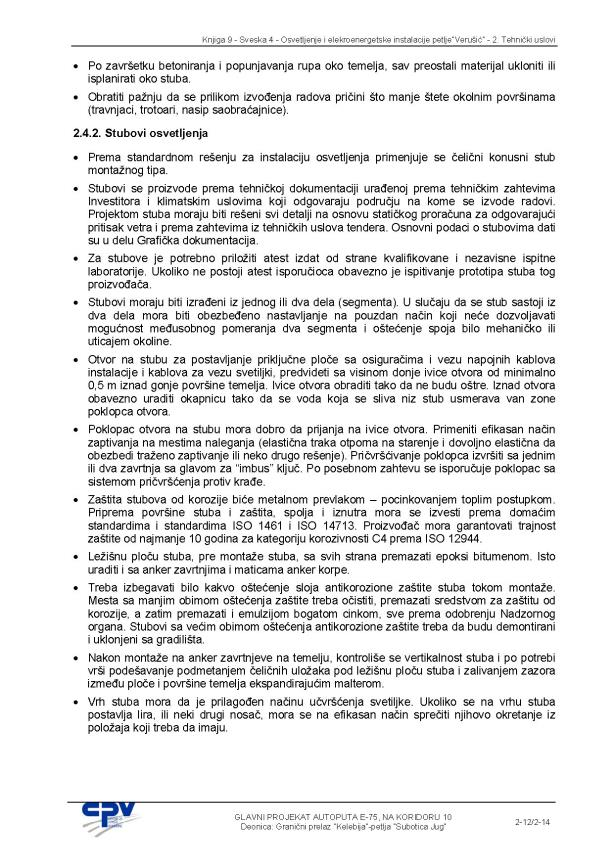 Knjiga 9 - Sveska 4 - Osvetljenje i elekroenergetske instalacije petlje"Verušić" - 2. Tehnički uslovi
• Po završetku betoniranja i popunjavanja rupa oko temelja, sav preostali materijal ukloniti ili
isplanirati oko stuba.
• Obratiti pažnju da se prilikom izvođenja radova pričini što manje štete okolnim površinama
(travnjaci, trotoari, nasip saobraćajnice).
2.4.2. Stubovi osvetljenja
• Prema standardnom rešenju za instalaciju osvetljenja primenjuje se čelični konusni stub
montažnog tipa.
• Stubovi se proizvode prema tehničkoj dokumentaciji urađenoj prema tehničkim zahtevima
Investitora i klimatskim uslovima koji odgovaraju području na kome se izvode radovi.
Projektom stuba moraju biti rešeni svi detalji na osnovu statičkog proračuna za odgovarajući
pritisak vetra i prema zahtevima iz tehničkih uslova tendera. Osnovni podaci o stubovima dati
su u delu Grafička dokumentacija.
• Za stubove je potrebno priložiti atest izdat od strane kvalifikovane i nezavisne ispitne
laboratorije. Ukoliko ne postoji atest isporučioca obavezno je ispitivanje prototipa stuba tog
proizvođača.
• Stubovi moraju biti izrađeni iz jednog ili dva dela (segmenta). U slučaju da se stub sastoji iz
dva dela mora biti obezbeđeno nastavljanje na pouzdan način koji neće dozvoljavati
mogućnost međusobnog pomeranja dva segmenta i oštećenje spoja bilo mehaničko ili
uticajem okoline.
• Otvor na stubu za postavljanje priključne ploče sa osiguračima i vezu napojnih kablova
instalacije i kablova za vezu svetiljki, predvideti sa visinom donje ivice otvora od minimalno
0,5 m iznad gonje površine temelja. Ivice otvora obraditi tako da ne budu oštre. Iznad otvora
obavezno uraditi okapnicu tako da se voda koja se sliva niz stub usmerava van zone
poklopca otvora.
• Poklopac otvora na stubu mora dobro da prijanja na ivice otvora. Primeniti efikasan način
zaptivanja na mestima naleganja (elastična traka otporna na starenje i dovoljno elastična da
obezbedi traženo zaptivanje ili neko drugo rešenje). Pričvršćivanje poklopca izvršiti sa jednim
ili dva zavrtnja sa glavom za "imbus" ključ. Po posebnom zahtevu se isporučuje poklopac sa
sistemom pričvršćenja protiv krađe.
• Zaštita stubova od korozije biće metalnom prevlakom – pocinkovanjem toplim postupkom.
Priprema površine stuba i zaštita, spolja i iznutra mora se izvesti prema domaćim
standardima i standardima ISO 1461 i ISO 14713. Proizvođač mora garantovati trajnost
zaštite od najmanje 10 godina za kategoriju korozivnosti C4 prema ISO 12944.
• Ležišnu ploču stuba, pre montaže stuba, sa svih strana premazati epoksi bitumenom. Isto
uraditi i sa anker zavrtnjima i maticama anker korpe.
• Treba izbegavati bilo kakvo oštećenje sloja antikorozione zaštite stuba tokom montaže.
Mesta sa manjim obimom oštećenja zaštite treba očistiti, premazati sredstvom za zaštitu od
korozije, a zatim premazati i emulzijom bogatom cinkom, sve prema odobrenju Nadzornog
organa. Stubovi sa većim obimom oštećenja antikorozione zaštite treba da budu demontirani
i uklonjeni sa gradilišta.
• Nakon montaže na anker zavrtnjeve na temelju, kontroliše se vertikalnost stuba i po potrebi
vrši podešavanje podmetanjem čeličnih uložaka pod ležišnu ploču stuba i zalivanjem zazora
između ploče i površine temelja ekspandirajućim malterom.
• Vrh stuba mora da je prilagođen načinu učvršćenja svetiljke. Ukoliko se na vrhu stuba
postavlja lira, ili neki drugi nosač, mora se na efikasan način sprečiti njihovo okretanje iz
položaja koji treba da imaju.
CPV
GLAVNI PROJEKAT AUTOPUTA E-75, NA KORIDORU 10
Deonica: Granični prelaz "Kelebija"-petlja "Subotica Jug"
2-12/2-14